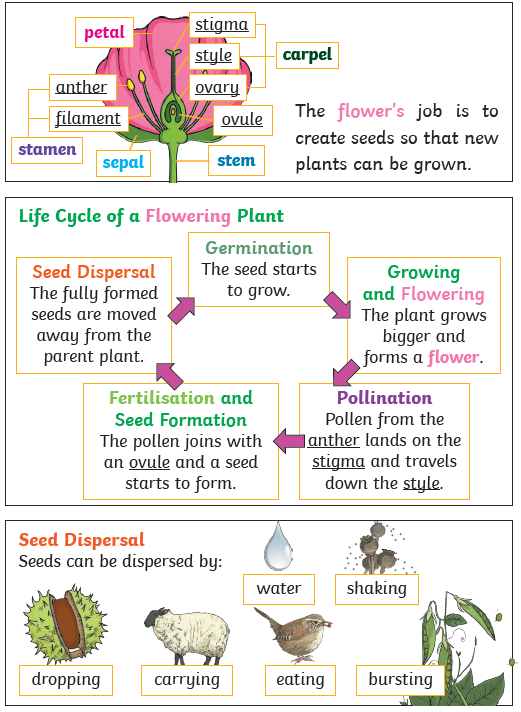 petal
stigma
style
carpel
anther
ovary
filament
ovule
stamen
sepal
stem
The flower's job is to
create seeds so that new
plants can be grown.
Life Cycle of a Flowering Plant
Germination
The seed starts
to grow.
Seed Dispersal
The fully formed
seeds are moved
away from the
parent plant.
Growing
and Flowering
The plant grows
bigger and
forms a flower.
Fertilisation and
Seed Formation
The pollen joins with
an ovule and a seed
starts to form.
Pollination
Pollen from the
anther lands on the
stigma and travels
down the style.
Seed Dispersal
Seeds can be dispersed by:
water
shaking
dropping
carrying
eating
bursting